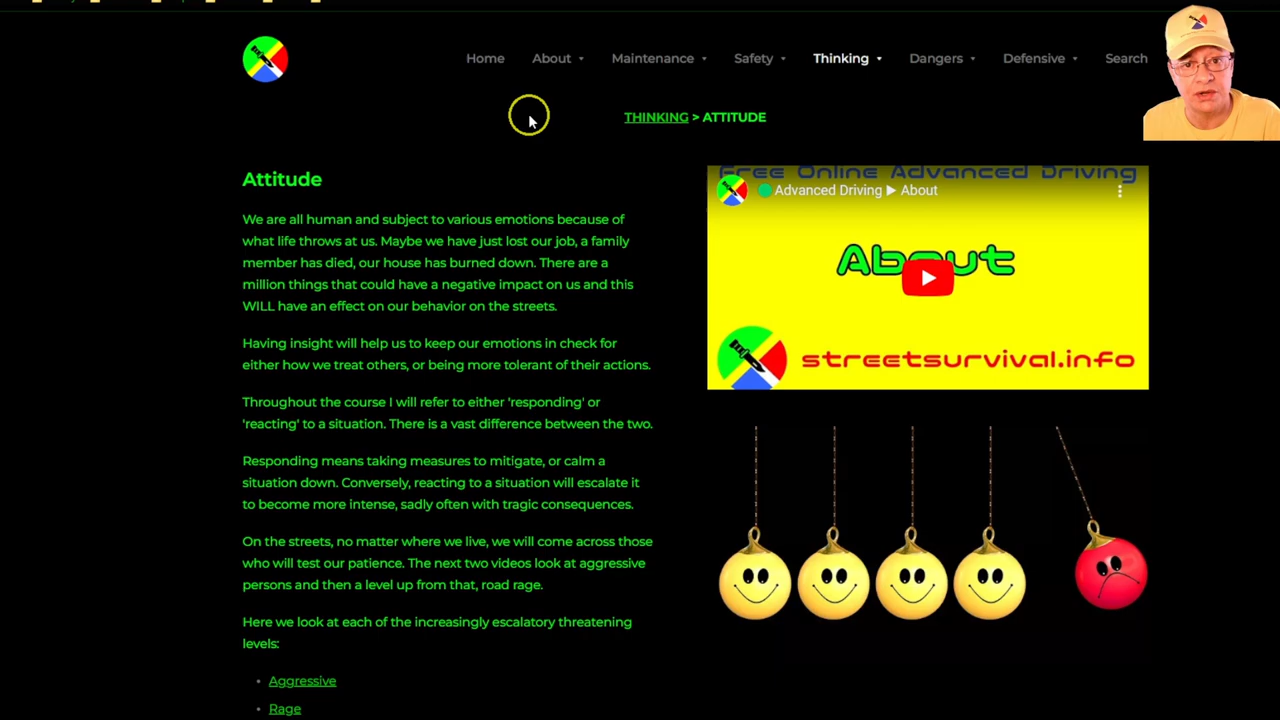 Home About Maintenance Safety Thinking Dangers Defensive Search
THINKING > ATTITUDE
Attitude
We are all human and subject to various emotions because of
what life throws at us. Maybe we have just lost our job, a family
member has died, our house has burned down. There are a
million things that could have a negative impact on us and this
WILL have an effect on our behavior on the streets.
Having insight will help us to keep our emotions in check for
either how we treat others, or being more tolerant of their actions.
Throughout the course I will refer to either 'responding' or
'reacting' to a situation. There is a vast difference between the two.
Responding means taking measures to mitigate, or calm a
situation down. Conversely, reacting to a situation will escalate it
to become more intense, sadly often with tragic consequences.
On the streets, no matter where we live, we will come across those
who will test our patience. The next two videos look at aggressive
persons and then a level up from that, road rage.
Here we look at each of the increasingly escalatory threatening
levels:
• Aggressive
• Rage
Free Online Advanced Driving
Advanced Driving ▶ About
About
streetsurvival.info